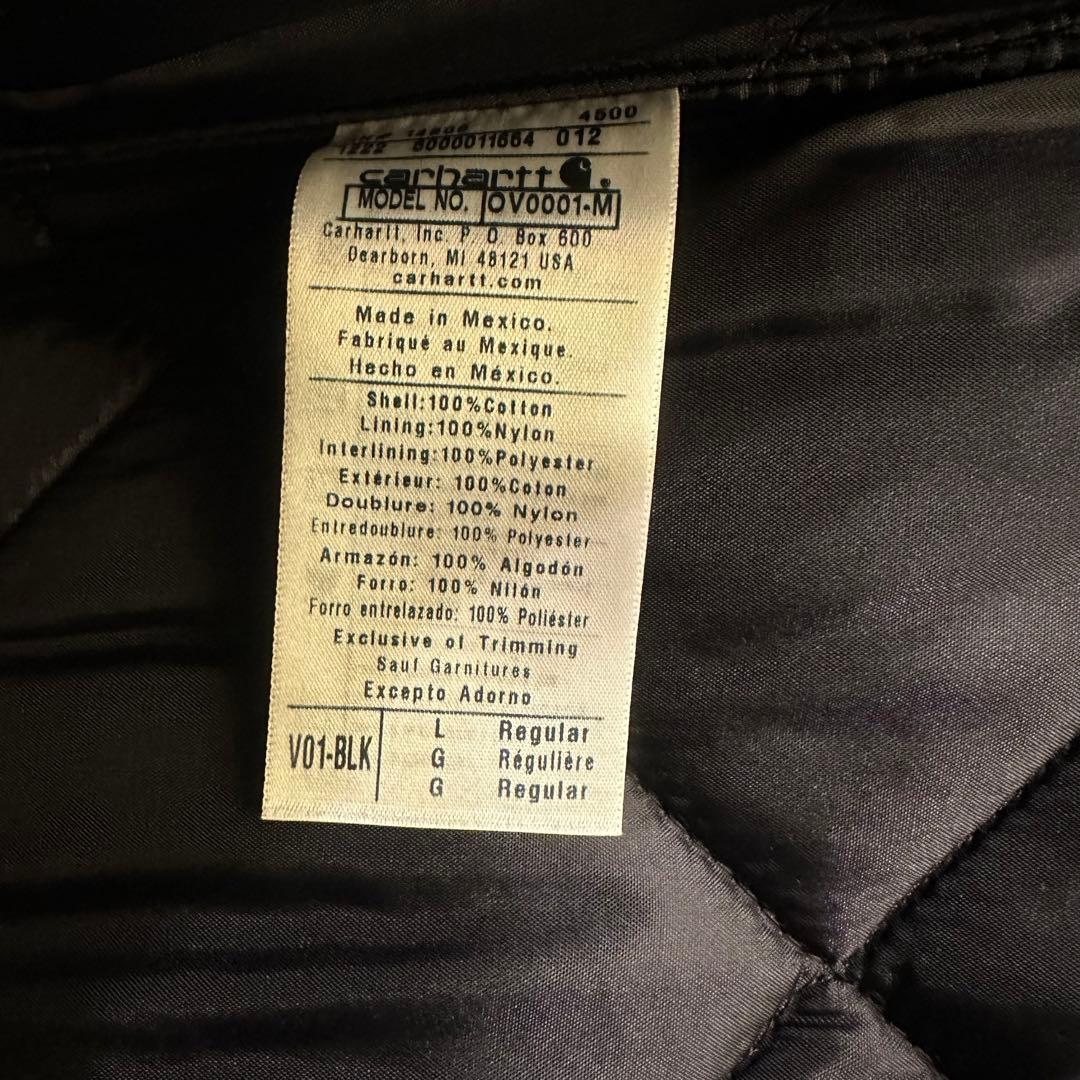 4500
1222 6000011664 012
carhartt
MODEL NO. OV0001-M
Carhartt, Inc. P. O. Box 600
Dearborn, MI 48121 USA
carhartt.com
Made in Mexico.
Fabriqué au Mexique.
Hecho en México.
Shell:100%Cotton
Lining:100%Nylon
Interlining:100%Polyester
Extérieur: 100%Coton
Doublure: 100% Nylon
Entredoublure: 100% Polyester
Armazón: 100% Algodón
Forro: 100% Nilón
Forro entrelazado: 100% Poliéster
Exclusive of Trimming
Sauf Garnitures
Excepto Adorno
V01-BLK
L Regular
G Régulière
G Regular